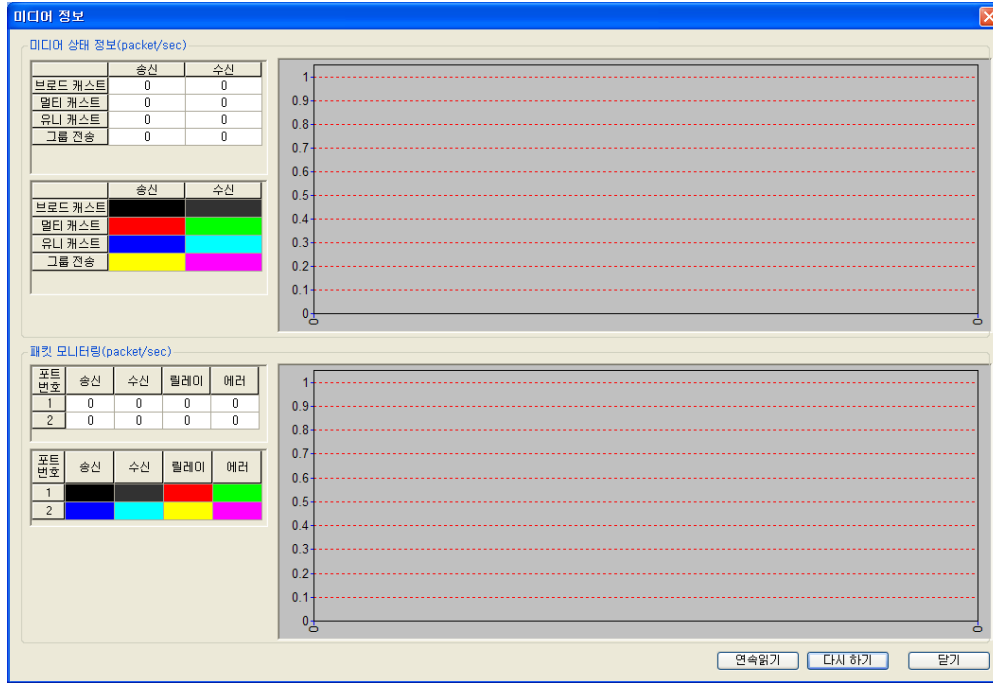 미디어 정보
미디어 상태 정보(packet/sec)
송신 수신
브로드 캐스트 0 0
멀티 캐스트 0 0
유니 캐스트 0 0
그룹 전송 0 0
송신 수신
브로드 캐스트
멀티 캐스트
유니 캐스트
그룹 전송
1
0.9
0.8
0.7
0.6
0.5
0.4
0.3
0.2
0.1
0
0 0
패킷 모니터링(packet/sec)
포트 번호 송신 수신 릴레이 에러
1 0 0 0 0
2 0 0 0 0
포트 번호 송신 수신 릴레이 에러
1
2
1
0.9
0.8
0.7
0.6
0.5
0.4
0.3
0.2
0.1
0
0 0
연속읽기 다시 하기 닫기